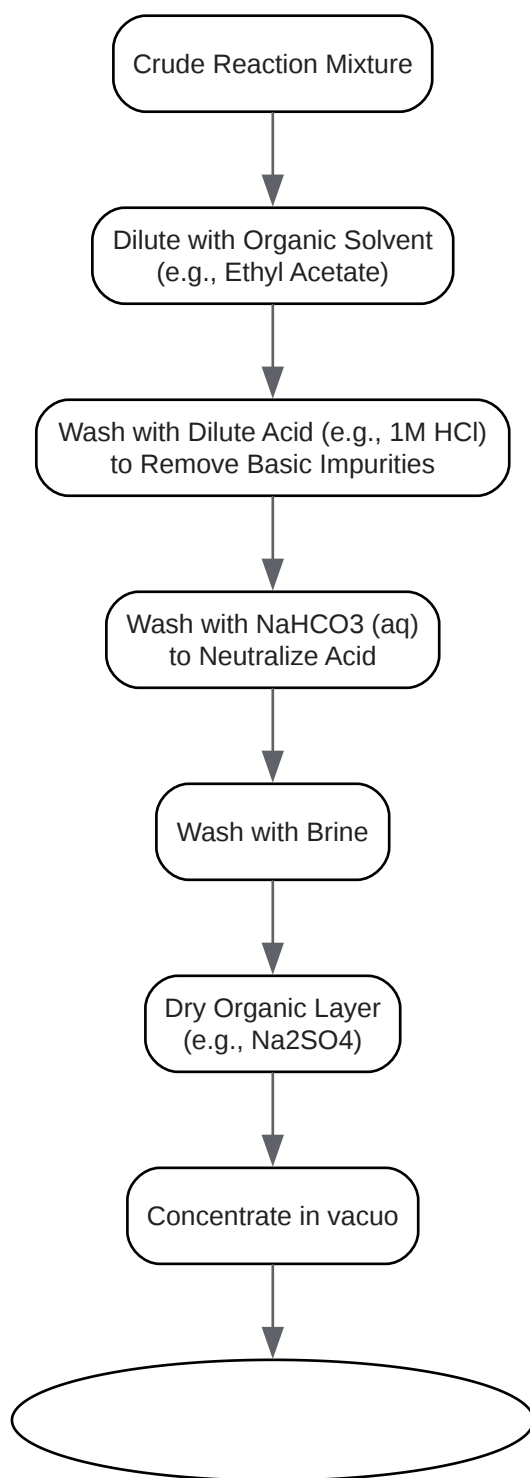 Crude Reaction Mixture
Dilute with Organic Solvent
(e.g., Ethyl Acetate)
Wash with Dilute Acid (e.g., 1M HCl)
to Remove Basic Impurities
Wash with NaHCO3 (aq)
to Neutralize Acid
Wash with Brine
Dry Organic Layer
(e.g., Na2SO4)
Concentrate in vacuo